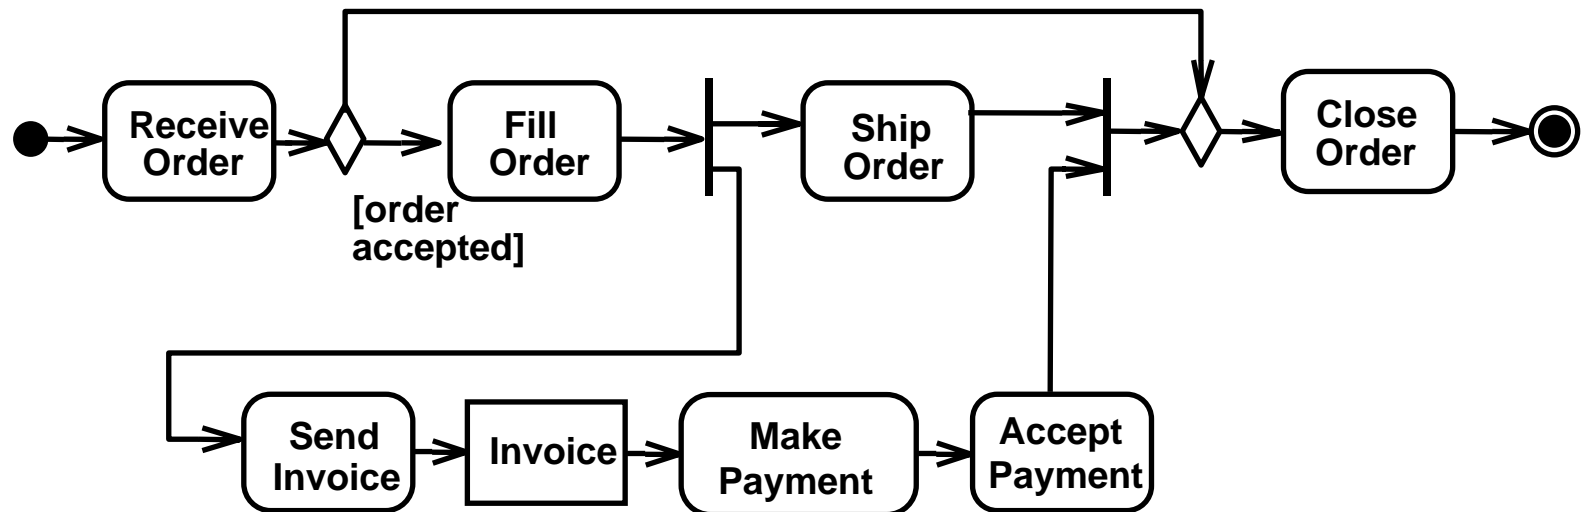 Receive
Order
[order
accepted]
Fill
Order
Ship
Order
Close
Order
Send
Invoice
Invoice
Make
Payment
Accept
Payment